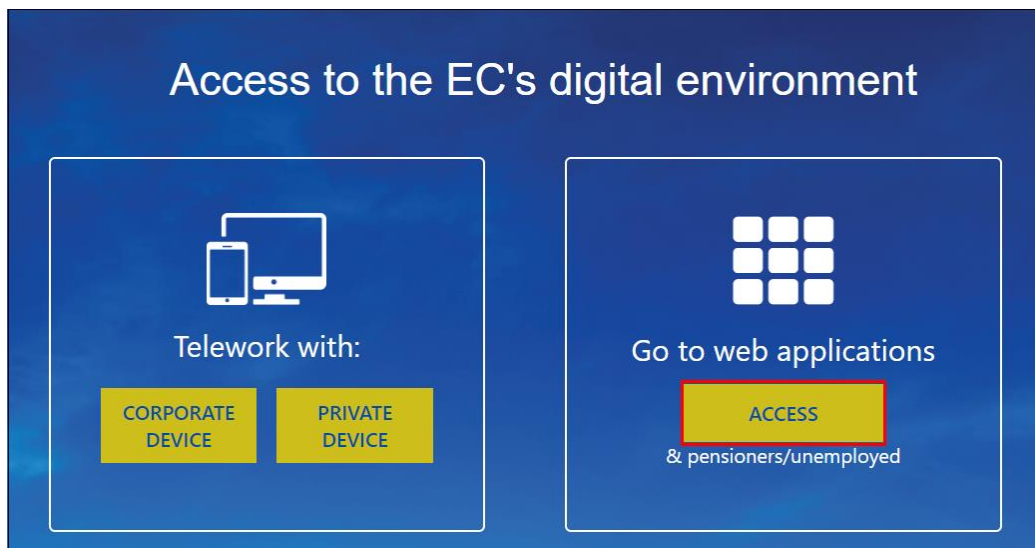 Access to the EC's digital environment
Telework with:
CORPORATE
DEVICE
PRIVATE
DEVICE
Go to web applications
ACCESS
& pensioners/unemployed